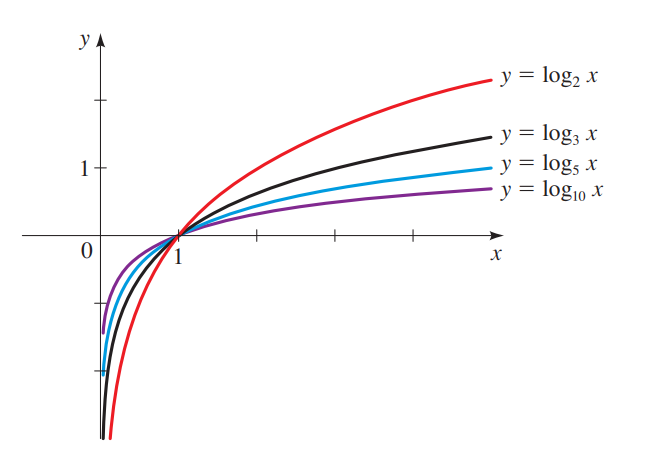 y
y = log₂ x
y = log₃ x
1
y = log₅ x
y = log₁₀ x
0
1
x